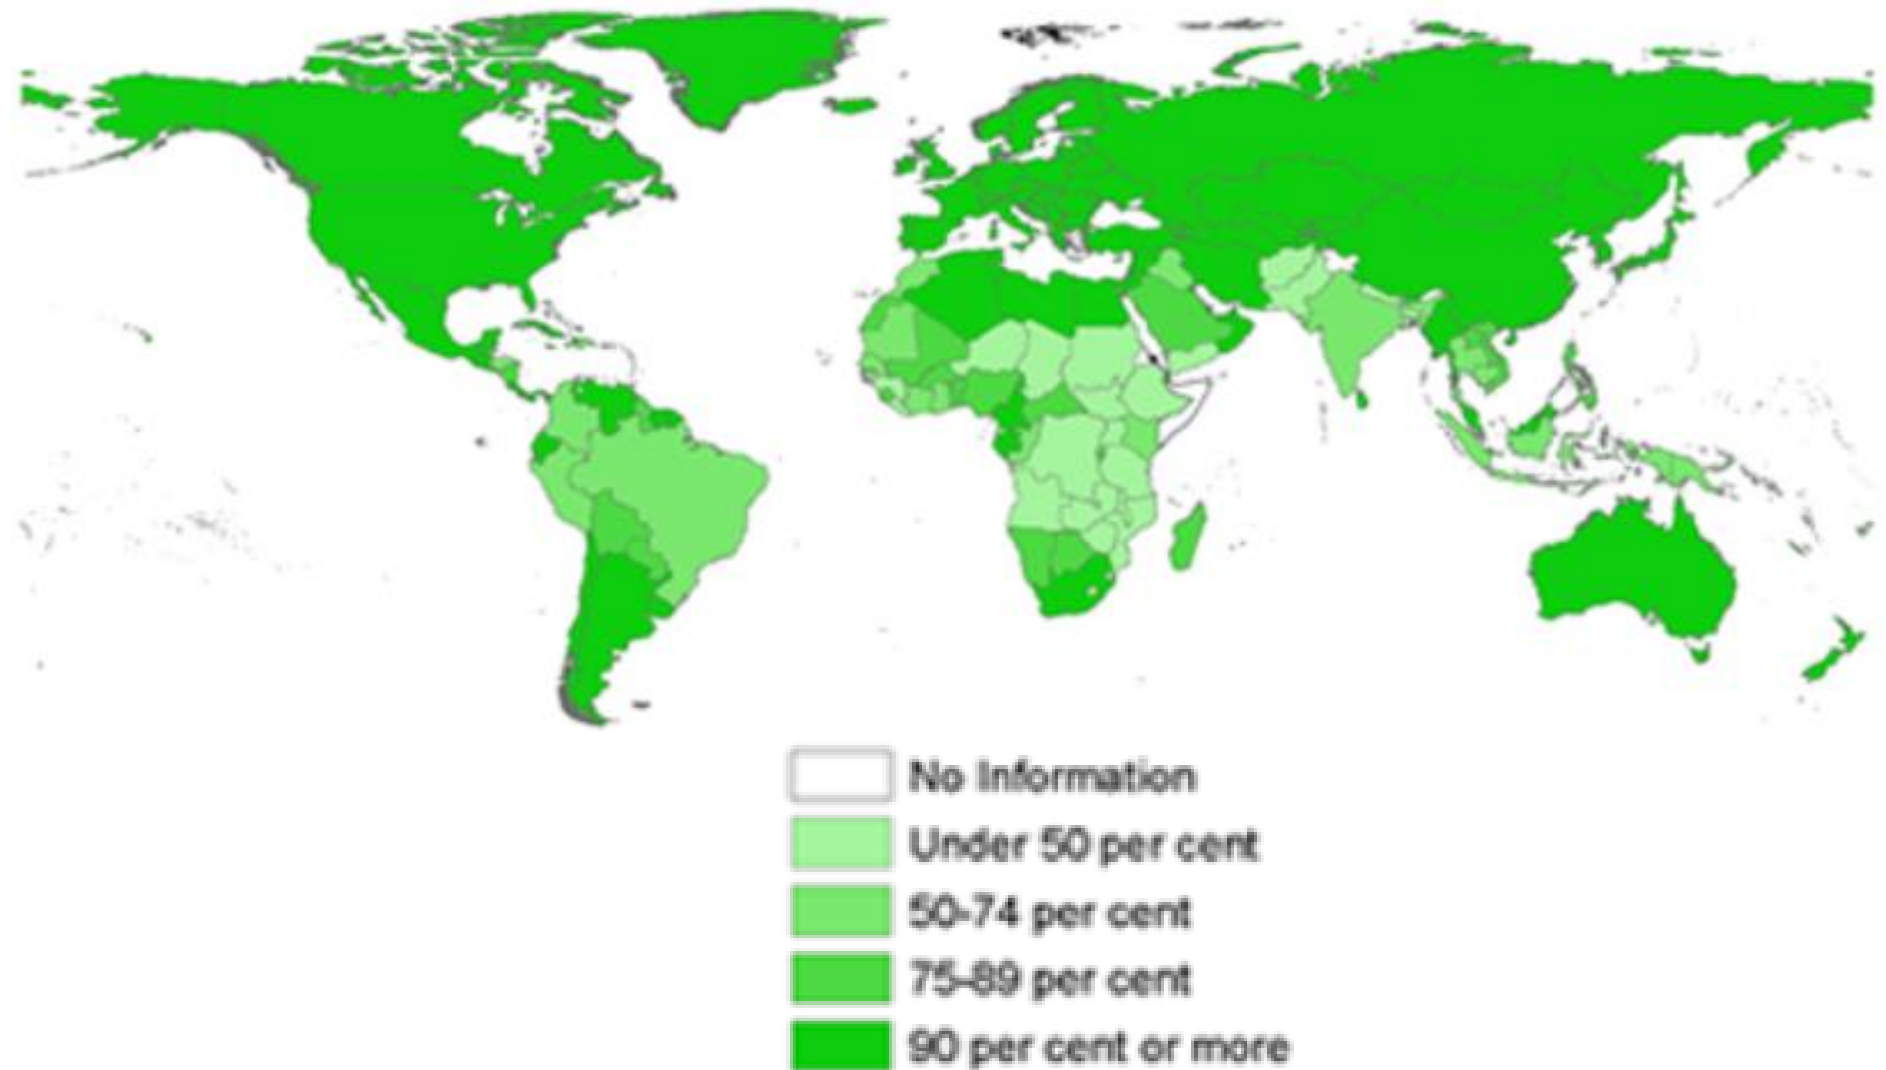 No Information
Under 50 per cent
50-74 per cent
75-89 per cent
90 per cent or more